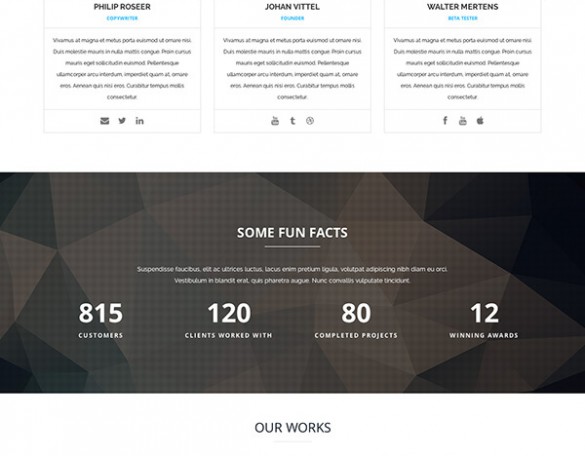 PHILIP ROSEER
COPYWRITER
Vivamus at magna et metus porta mauris id ornare nisl.
Duis molestie mauris in nulla mattis congue. Proin cursus
mauris eget sollicitudin euismod. Pellentesque
ullamcorper arcu interdum, imperdiet quam at, ornare
eros. Aenean quis nisi eros. Curabitur tempus mollis
consectetur.
JOHAN VITTEL
FOUNDER
Vivamus at magna et metus porta mauris id ornare nisl.
Duis molestie mauris in nulla mattis congue. Proin cursus
mauris eget sollicitudin euismod. Pellentesque
ullamcorper arcu interdum, imperdiet quam at, ornare
eros. Aenean quis nisi eros. Curabitur tempus mollis
consectetur.
WALTER MERTENS
BETA TESTER
Vivamus at magna et metus porta mauris id ornare nisl.
Duis molestie mauris in nulla mattis congue. Proin cursus
mauris eget sollicitudin euismod. Pellentesque
ullamcorper arcu interdum, imperdiet quam at, ornare
eros. Aenean quis nisi eros. Curabitur tempus mollis
consectetur.
SOME FUN FACTS
Suspendisse faucibus, elit ac ultrices luctus, lacus enim pretium ligula, volutpat adipiscing nibh diam eu orci.
Vestibulum in blandit erat, quis pharetra augue. Nunc convallis vulputate tincidunt.
815
CUSTOMERS
120
CLIENTS WORKED WITH
80
COMPLETED PROJECTS
12
WINNING AWARDS
OUR WORKS